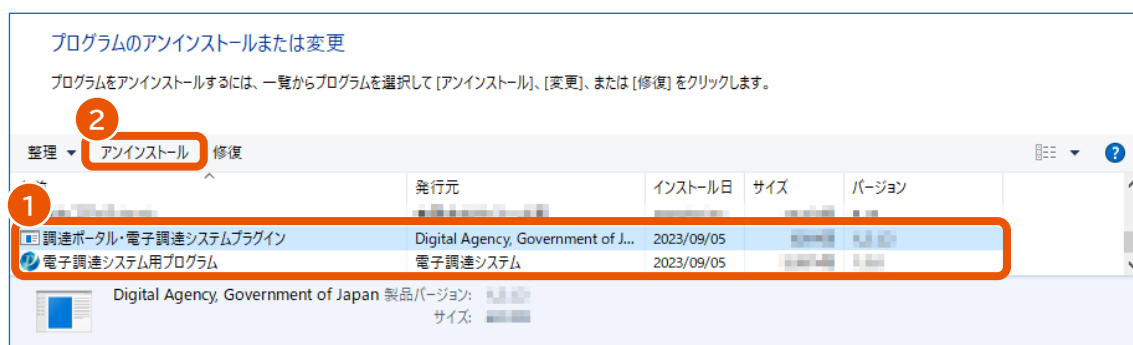 プログラムのアンインストールまたは変更
プログラムをアンインストールするには、一覧からプログラムを選択して [アンインストール]、[変更]、または [修復] をクリックします。
2
整理 アンインストール 修復
発行元 インストール日 サイズ バージョン
1
調達ポータル・電子調達システムプラグイン Digital Agency, Government of J... 2023/09/05
電子調達システム用プログラム 電子調達システム 2023/09/05
Digital Agency, Government of Japan 製品バージョン:
サイズ: